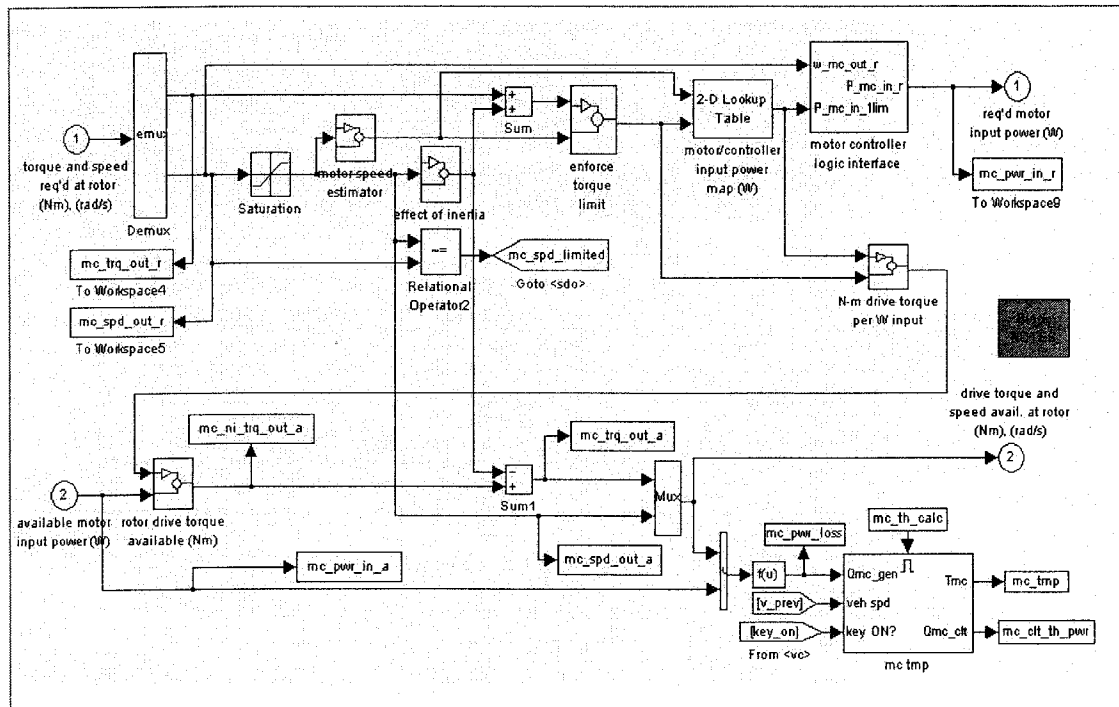 w_mc_out_r
P_mc_in_r
P_mc_in_1lim
motor controller
logic interface
1
req'd motor
input power (W)
mc_pwr_in_r
To Workspace9
1
torque and speed
req'd at rotor
(Nm), (rad/s)
emux
Demux
Saturation
motor speed
estimator
effect of inertia
+
+
Sum
enforce
torque
limit
2-D Lookup
Table
motor/controller
input power
map (W)
mc_trq_out_r
To Workspace4
mc_spd_out_r
To Workspace5
~=
Relational
Operator2
mc_spd_limited
Goto <sdo>
N-m drive torque
per W input
mc_ni_trq_out_a
2
available motor
input power (W)
rotor drive torque
available (Nm)
mc_pwr_in_a
−
+
Sum1
mc_trq_out_a
Mux
mc_spd_out_a
drive torque and
speed avail. at rotor
(Nm), (rad/s)
2
mc_pwr_loss
mc_th_calc
f(u)
[v_prev]
[key_on]
From <vc>
Qmc_gen
veh spd
key ON?
Tmc
Qmc_clt
mc tmp
mc_tmp
mc_clt_th_pwr